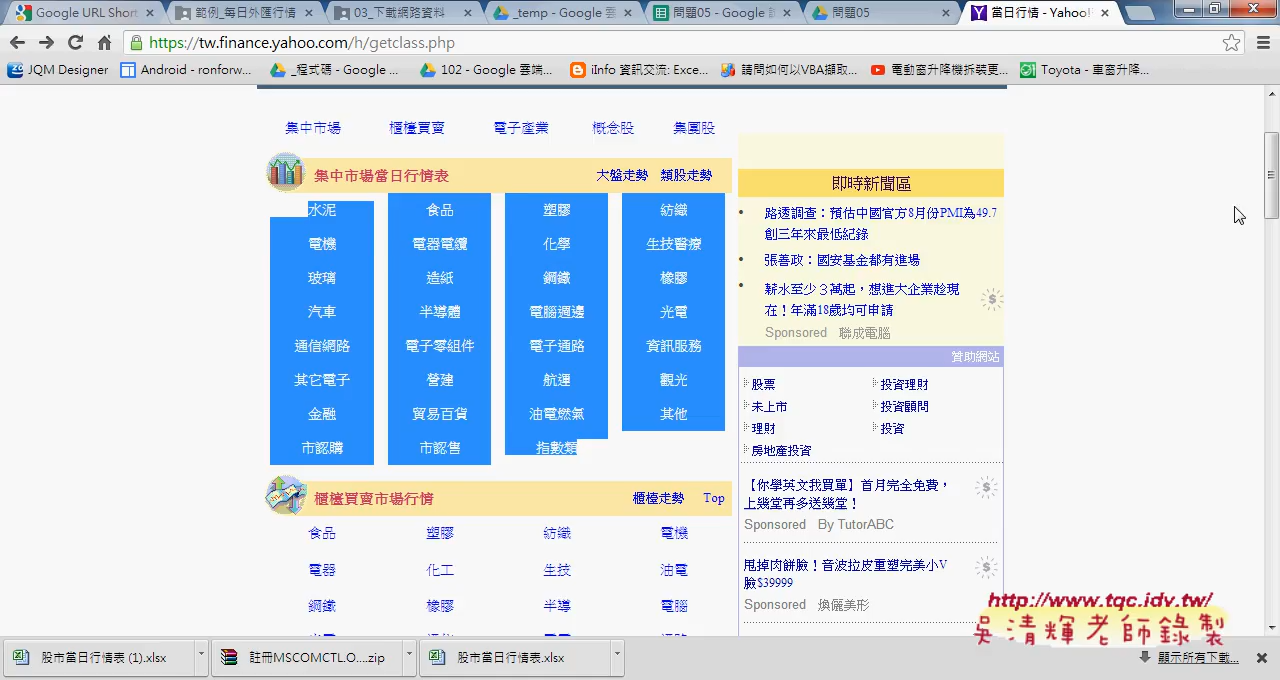 Google URL Short
範例_每日外匯行情
03_下載網路資料
_temp - Google 雲
問題05 - Google 試
問題05
當日行情 - Yahoo!
https://tw.finance.yahoo.com/h/getclass.php
JQM Designer
Android - ronforw...
_程式碼 - Google ...
102 - Google 雲端...
iInfo 資訊交流: Exce...
請問如何以VBA擷取...
電動窗升降機拆裝更...
Toyota - 車窗升降...
集中市場 櫃檯買賣 電子產業 概念股 集團股
集中市場當日行情表 大盤走勢 類股走勢
水泥 食品 塑膠 紡織
電機 電器電纜 化學 生技醫療
玻璃 造紙 鋼鐵 橡膠
汽車 半導體 電腦週邊 光電
通信網路 電子零組件 電子通路 資訊服務
其它電子 營建 航運 觀光
金融 貿易百貨 油電燃氣 其他
市認購 市認售 指數類
櫃檯買賣市場行情 櫃檯走勢 Top
食品 塑膠 紡織 電機
電器 化工 生技 油電
鋼鐵 橡膠 半導 電腦
即時新聞區
• 路透調查：預估中國官方8月份PMI為49.7
創三年來最低紀錄
• 張善政：國安基金都有進場
• 薪水至少３萬起，想進大企業趁現
在！年滿18歲均可申請
Sponsored 聯成電腦
贊助網站
股票 投資理財
未上市 投資顧問
理財 投資
房地產投資
【你學英文我買單】首月完全免費，
上幾堂再多送幾堂！
Sponsored By TutorABC
甩掉肉餅臉！音波拉皮重塑完美小V
臉$39999
Sponsored 煥儷美形
http://www.tqc.idv.tw/
吳清輝老師錄製
股市當日行情表 (1).xlsx
註冊MSCOMCTL.O....zip
股市當日行情表.xlsx
顯示所有下載...